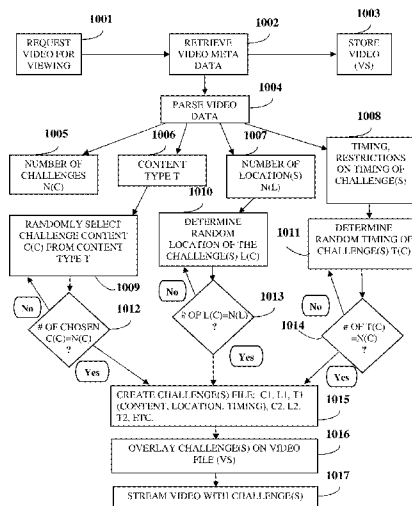 1001
1002
1003
REQUEST
VIDEO FOR
VIEWING
RETRIEVE
VIDEO META
DATA
STORE
VIDEO
(VS)
1004
PARSE VIDEO
DATA
1005
1006
1007
1008
NUMBER OF
CHALLENGES
N(C)
CONTENT
TYPE T
NUMBER OF
LOCATION(S)
N(L)
TIMING,
RESTRICTIONS
ON TIMING OF
CHALLENGE(S)
1010
RANDOMLY SELECT
CHALLENGE CONTENT
C(C) FROM CONTENT
TYPE T
1009
DETERMINE
RANDOM
LOCATION OF THE
CHALLENGE(S) L(C)
1011
DETERMINE
RANDOM TIMING OF
CHALLENGE(S) T(C)
No
# OF CHOSEN
C(C)=N(C)
?
1012
No
# OF L(C)=N(L)
?
1013
No
1014
# OF T(C)
=N(C)
?
Yes
Yes
Yes
1015
CREATE CHALLENGE(S) FILE: C1, L1, T1
(CONTENT, LOCATION, TIMING), C2, L2,
T2, ETC.
1016
OVERLAY CHALLENGE(S) ON VIDEO
FILE (VS)
1017
STREAM VIDEO WITH CHALLENGE(S)